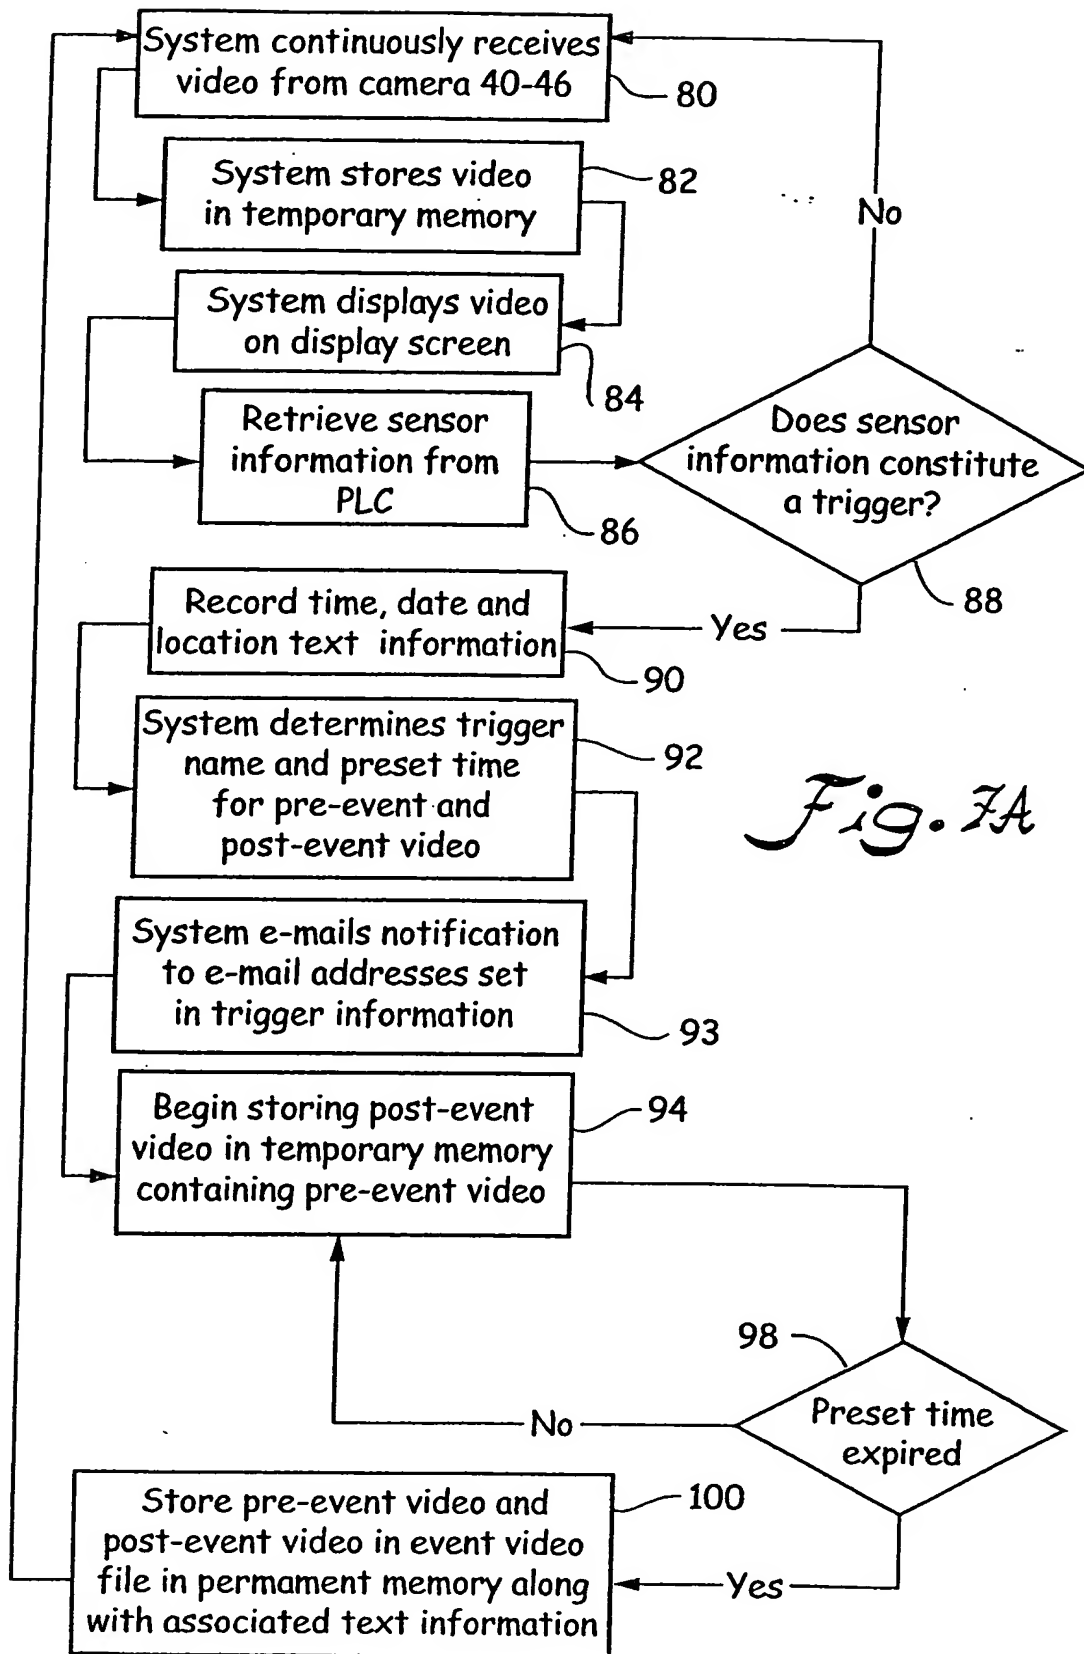 System continuously receives
video from camera 40-46
80
System stores video
in temporary memory
82
No
System displays video
on display screen
84
Retrieve sensor
information from
PLC
86
Does sensor
information constitute
a trigger?
88
Record time, date and
location text information
90
Yes
System determines trigger
name and preset time
for pre-event and
post-event video
92
Fig. 7A
System e-mails notification
to e-mail addresses set
in trigger information
93
Begin storing post-event
video in temporary memory
containing pre-event video
94
98
Preset time
expired
No
Store pre-event video and
post-event video in event video
file in permament memory along
with associated text information
100
Yes